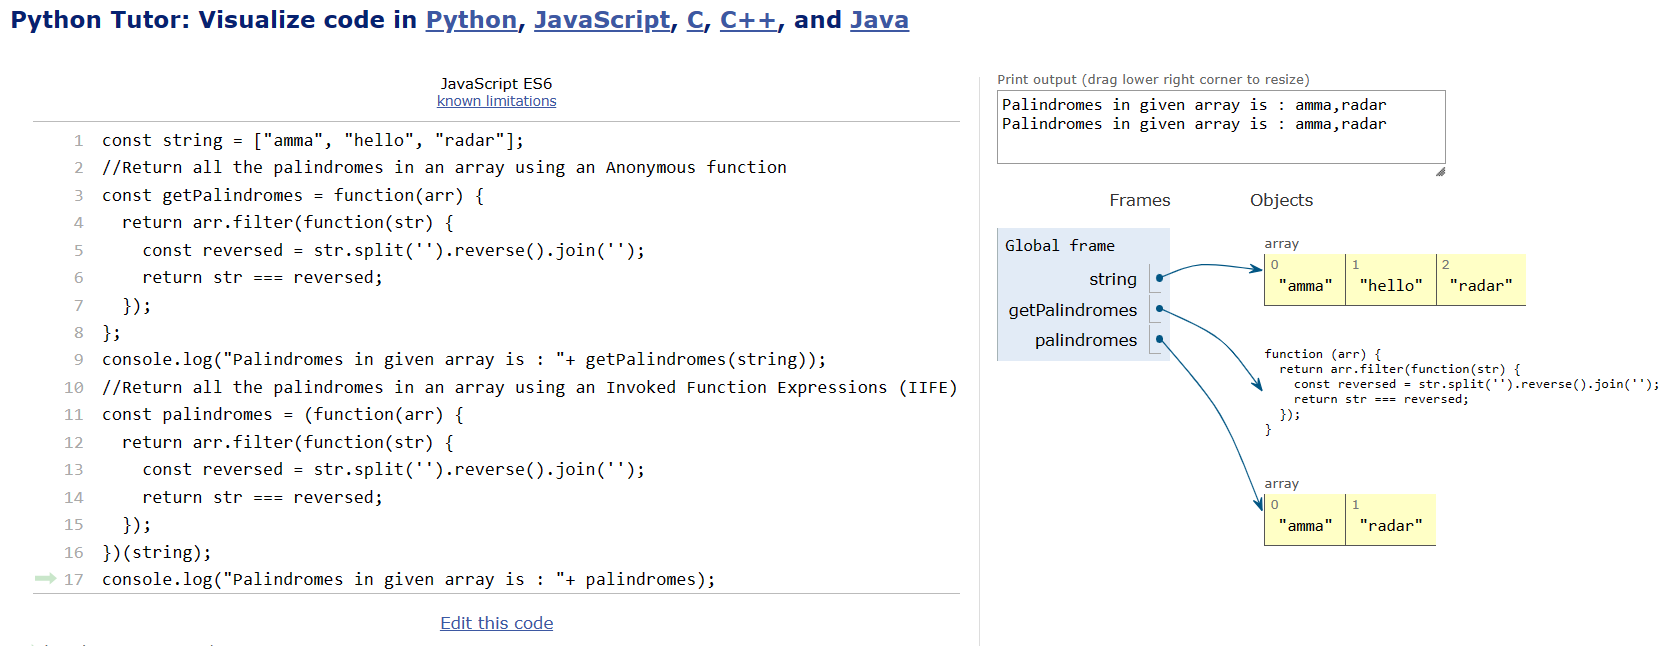 Python Tutor: Visualize code in Python, JavaScript, C, C++, and Java
JavaScript ES6
known limitations
1 const string = ["amma", "hello", "radar"];
2 //Return all the palindromes in an array using an Anonymous function
3 const getPalindromes = function(arr) {
4   return arr.filter(function(str) {
5     const reversed = str.split('').reverse().join('');
6     return str === reversed;
7   });
8 };
9 console.log("Palindromes in given array is : "+ getPalindromes(string));
10 //Return all the palindromes in an array using an Invoked Function Expressions (IIFE)
11 const palindromes = (function(arr) {
12   return arr.filter(function(str) {
13     const reversed = str.split('').reverse().join('');
14     return str === reversed;
15   });
16 })(string);
17 console.log("Palindromes in given array is : "+ palindromes);
Edit this code
Print output (drag lower right corner to resize)
Palindromes in given array is : amma,radar
Palindromes in given array is : amma,radar
Frames
Objects
Global frame
string
getPalindromes
palindromes
array
0 1 2
"amma" "hello" "radar"
function (arr) {
  return arr.filter(function(str) {
    const reversed = str.split('').reverse().join('');
    return str === reversed;
  });
}
array
0 1
"amma" "radar"